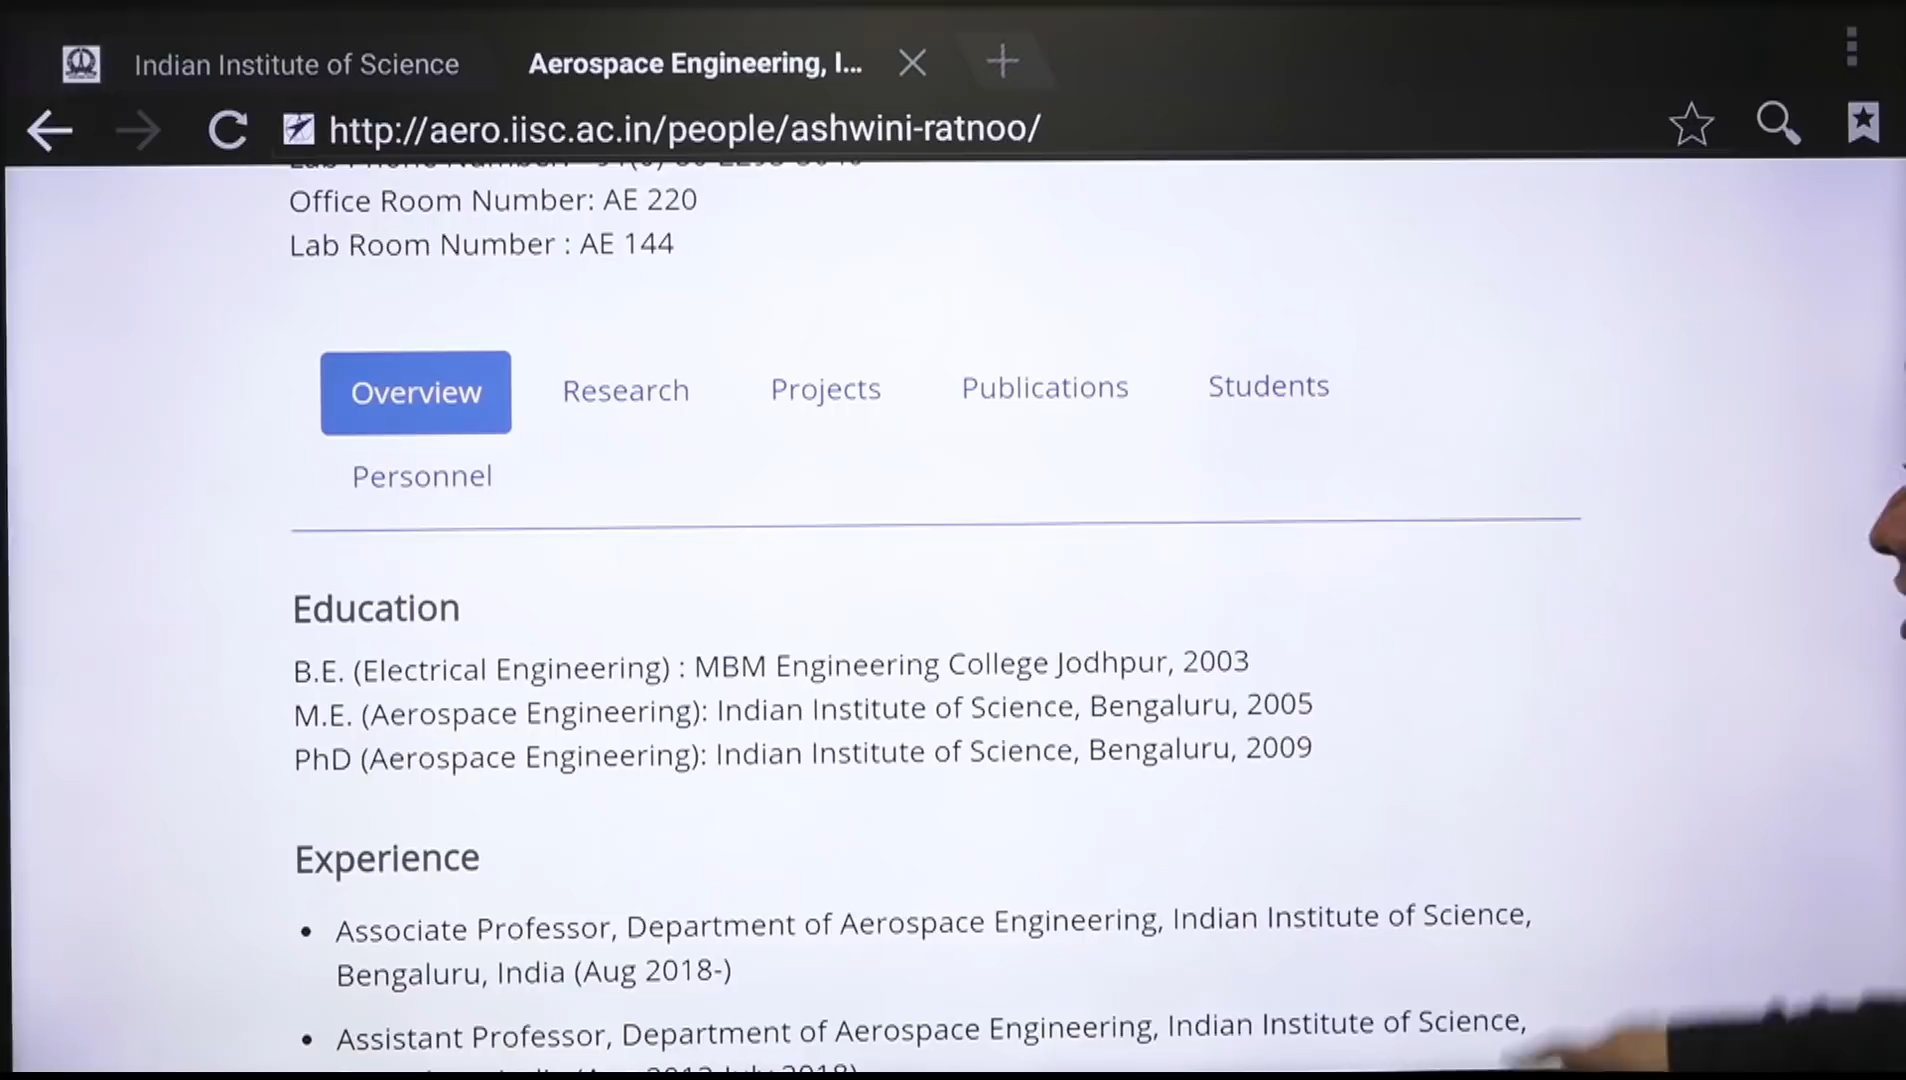 Indian Institute of Science
Aerospace Engineering, I...
http://aero.iisc.ac.in/people/ashwini-ratnoo/
Office Room Number: AE 220
Lab Room Number : AE 144
Overview
Research
Projects
Publications
Students
Personnel
Education
B.E. (Electrical Engineering) : MBM Engineering College Jodhpur, 2003
M.E. (Aerospace Engineering): Indian Institute of Science, Bengaluru, 2005
PhD (Aerospace Engineering): Indian Institute of Science, Bengaluru, 2009
Experience
• Associate Professor, Department of Aerospace Engineering, Indian Institute of Science,
Bengaluru, India (Aug 2018-)
• Assistant Professor, Department of Aerospace Engineering, Indian Institute of Science,